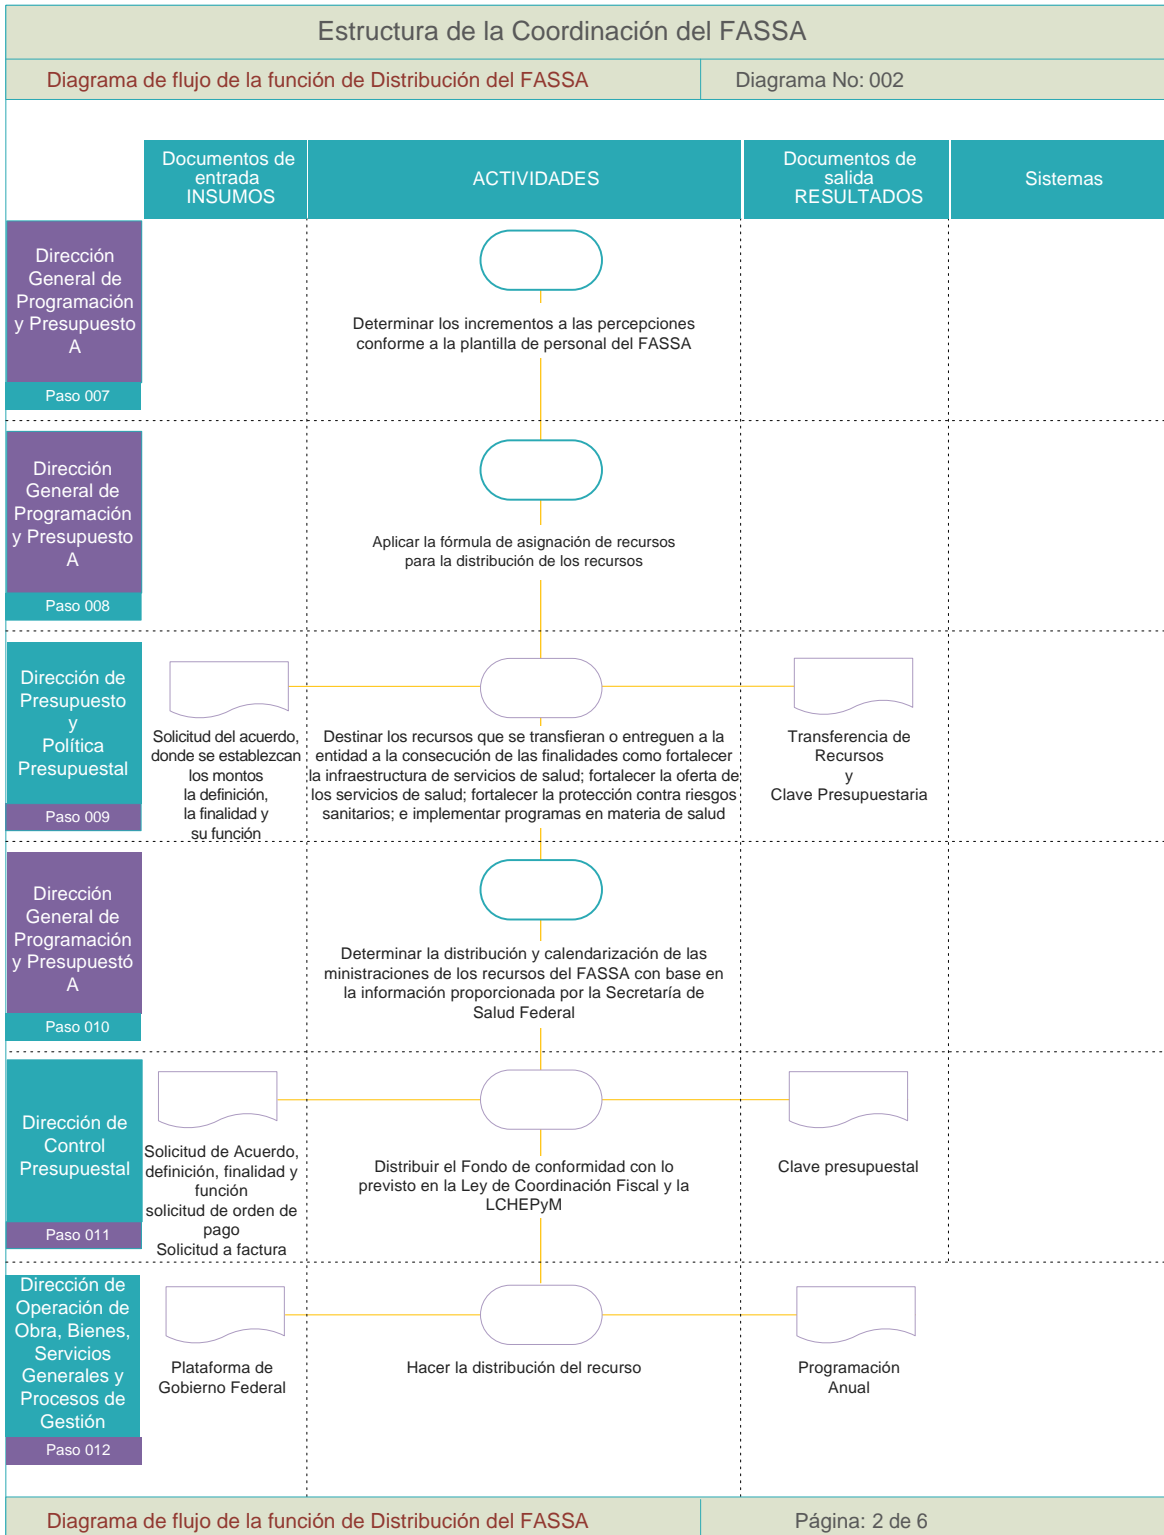 Estructura de la Coordinación del FASSA
Diagrama de flujo de la función de Distribución del FASSA
Diagrama No: 002
Documentos de
entrada
INSUMOS
ACTIVIDADES
Documentos de
salida
RESULTADOS
Sistemas
Dirección
General de
Programación
y Presupuesto
A
Paso 007
Determinar los incrementos a las percepciones
conforme a la plantilla de personal del FASSA
Dirección
General de
Programación
y Presupuesto
A
Paso 008
Aplicar la fórmula de asignación de recursos
para la distribución de los recursos
Dirección de
Presupuesto
y
Política
Presupuestal
Paso 009
Solicitud del acuerdo,
donde se establezcan
los montos
la definición,
la finalidad y
su función
Destinar los recursos que se transfieran o entreguen a la
entidad a la consecución de las finalidades como fortalecer
la infraestructura de servicios de salud; fortalecer la oferta de
los servicios de salud; fortalecer la protección contra riesgos
sanitarios; e implementar programas en materia de salud
Transferencia de
Recursos
y
Clave Presupuestaria
Dirección
General de
Programación
y Presupuestó
A
Paso 010
Determinar la distribución y calendarización de las
ministraciones de los recursos del FASSA con base en
la información proporcionada por la Secretaría de
Salud Federal
Dirección de
Control
Presupuestal
Paso 011
Solicitud de Acuerdo,
definición, finalidad y
función
solicitud de orden de
pago
Solicitud a factura
Distribuir el Fondo de conformidad con lo
previsto en la Ley de Coordinación Fiscal y la
LCHEPyM
Clave presupuestal
Dirección de
Operación de
Obra, Bienes,
Servicios
Generales y
Procesos de
Gestión
Paso 012
Plataforma de
Gobierno Federal
Hacer la distribución del recurso
Programación
Anual
Diagrama de flujo de la función de Distribución del FASSA
Página: 2 de 6